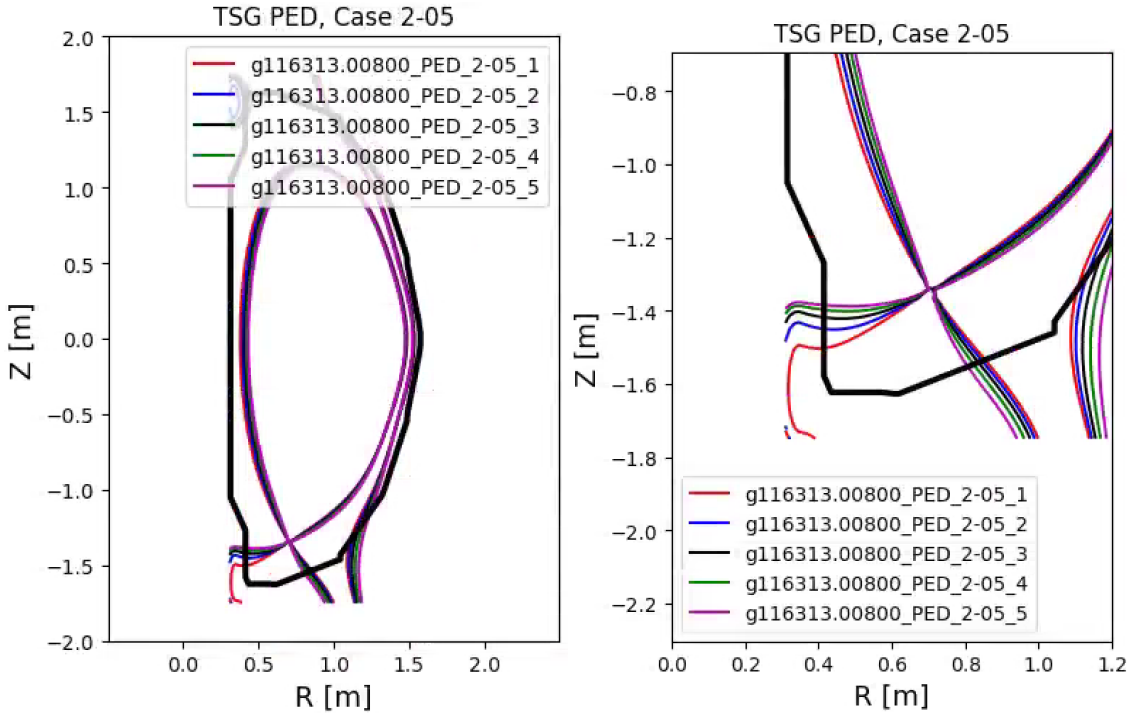 TSG PED, Case 2-05
2.0
1.5
1.0
0.5
0.0
−0.5
−1.0
−1.5
−2.0
Z [m]
g116313.00800_PED_2-05_1
g116313.00800_PED_2-05_2
g116313.00800_PED_2-05_3
g116313.00800_PED_2-05_4
g116313.00800_PED_2-05_5
0.0 0.5 1.0 1.5 2.0
R [m]
TSG PED, Case 2-05
−0.8
−1.0
−1.2
−1.4
−1.6
−1.8
−2.0
−2.2
Z [m]
g116313.00800_PED_2-05_1
g116313.00800_PED_2-05_2
g116313.00800_PED_2-05_3
g116313.00800_PED_2-05_4
g116313.00800_PED_2-05_5
0.0 0.2 0.4 0.6 0.8 1.0 1.2
R [m]